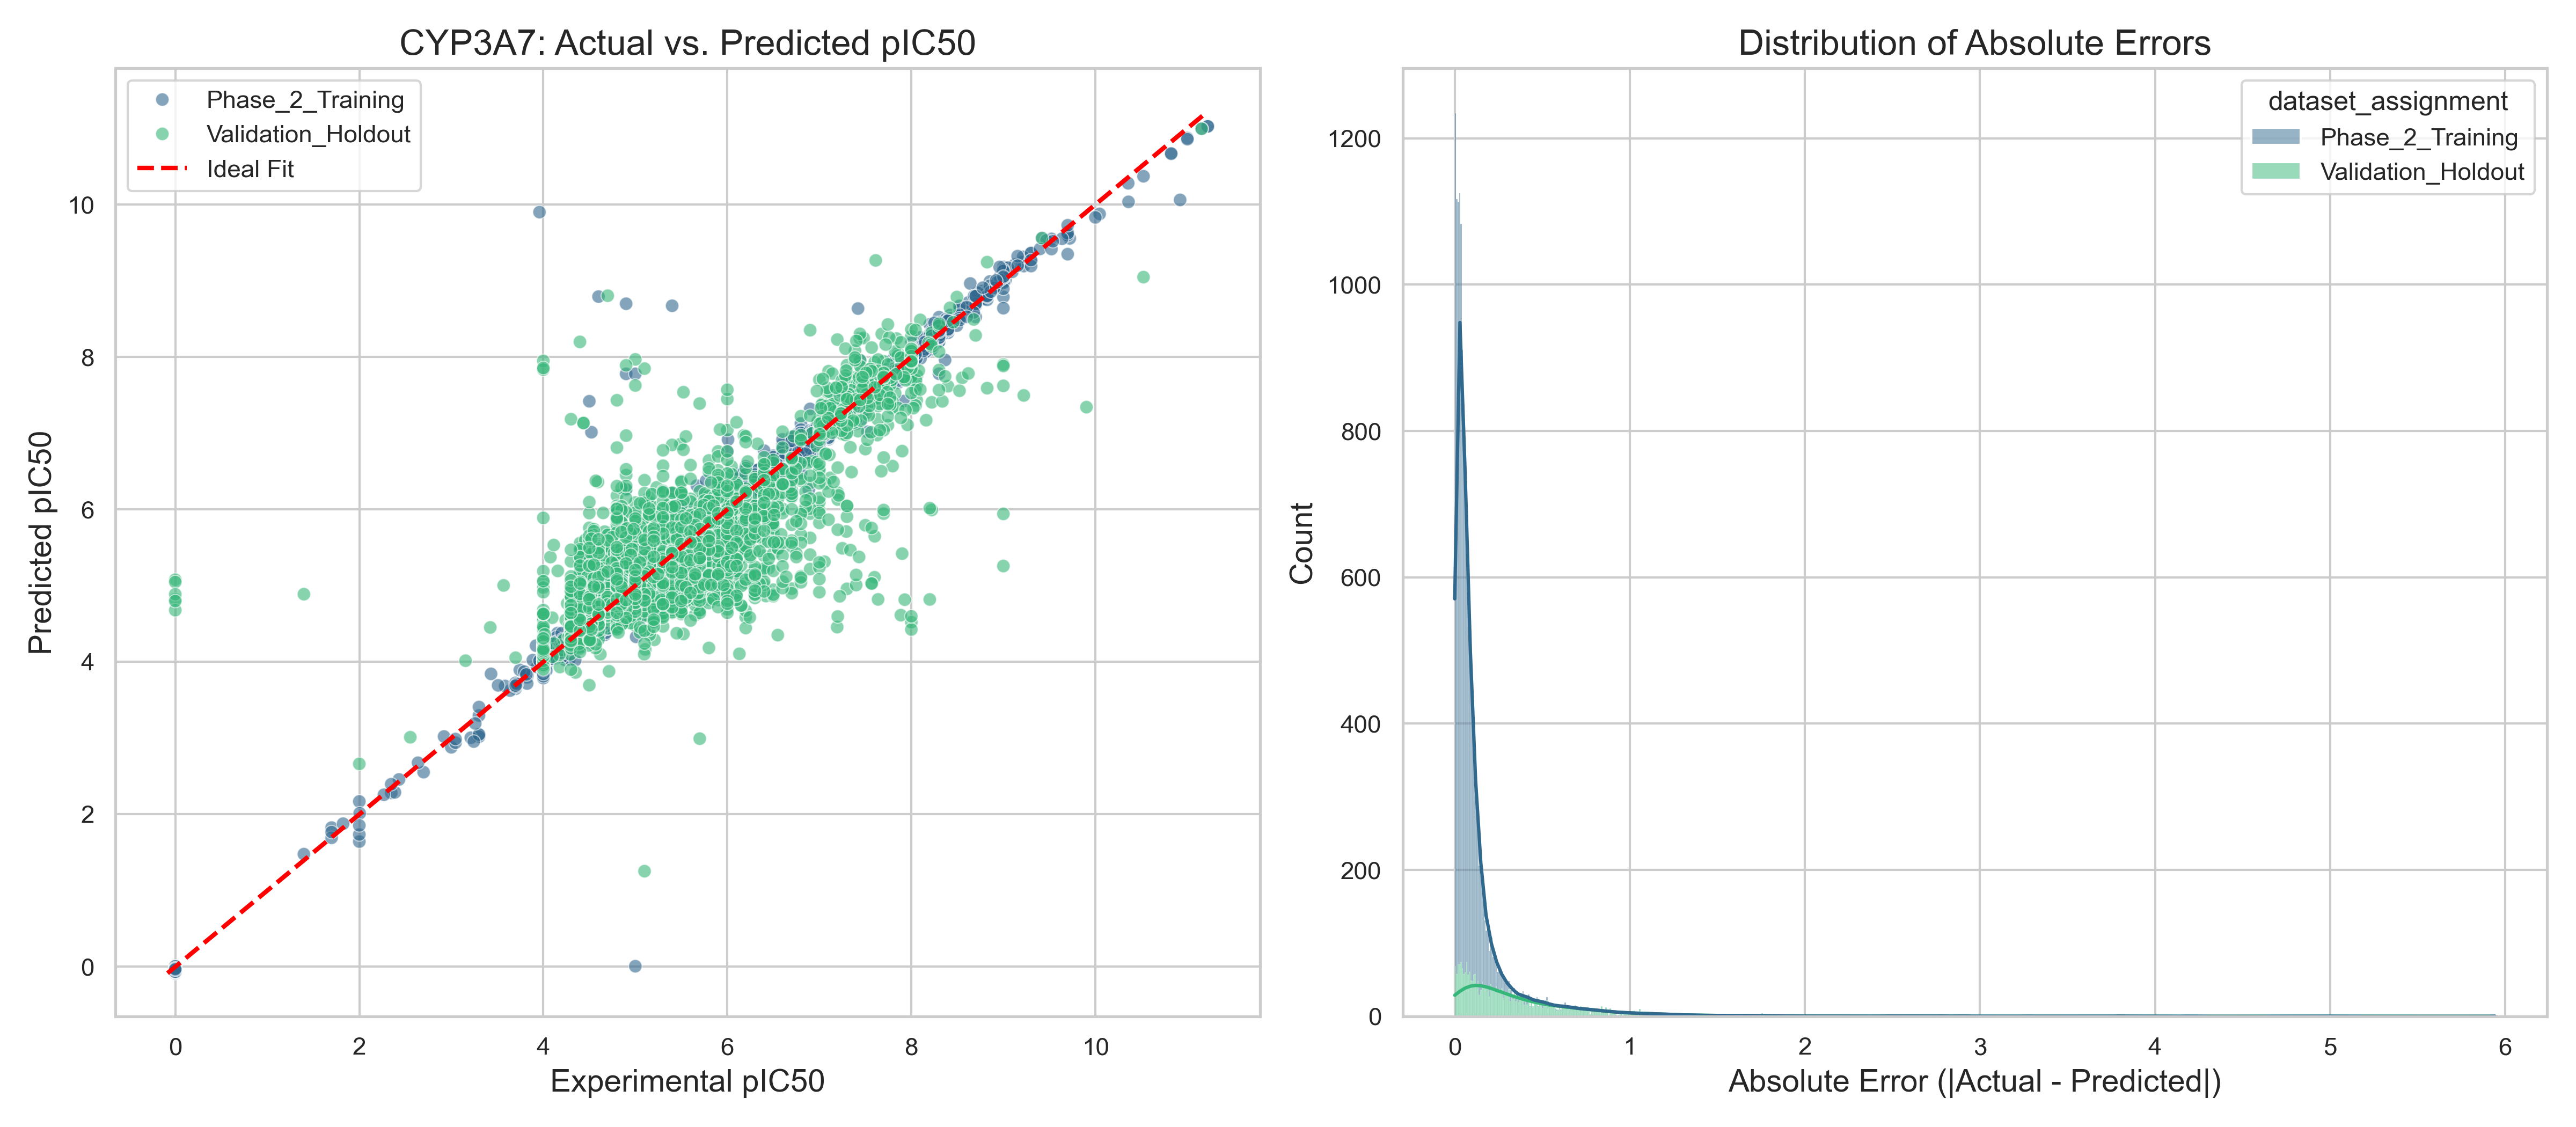 CYP3A7: Actual vs. Predicted pIC50
Phase_2_Training
Validation_Holdout
Ideal Fit
Predicted pIC50
10
8
6
4
2
0
0 2 4 6 8 10
Experimental pIC50
Distribution of Absolute Errors
dataset_assignment
Phase_2_Training
Validation_Holdout
Count
1200
1000
800
600
400
200
0
0 1 2 3 4 5 6
Absolute Error (|Actual - Predicted|)